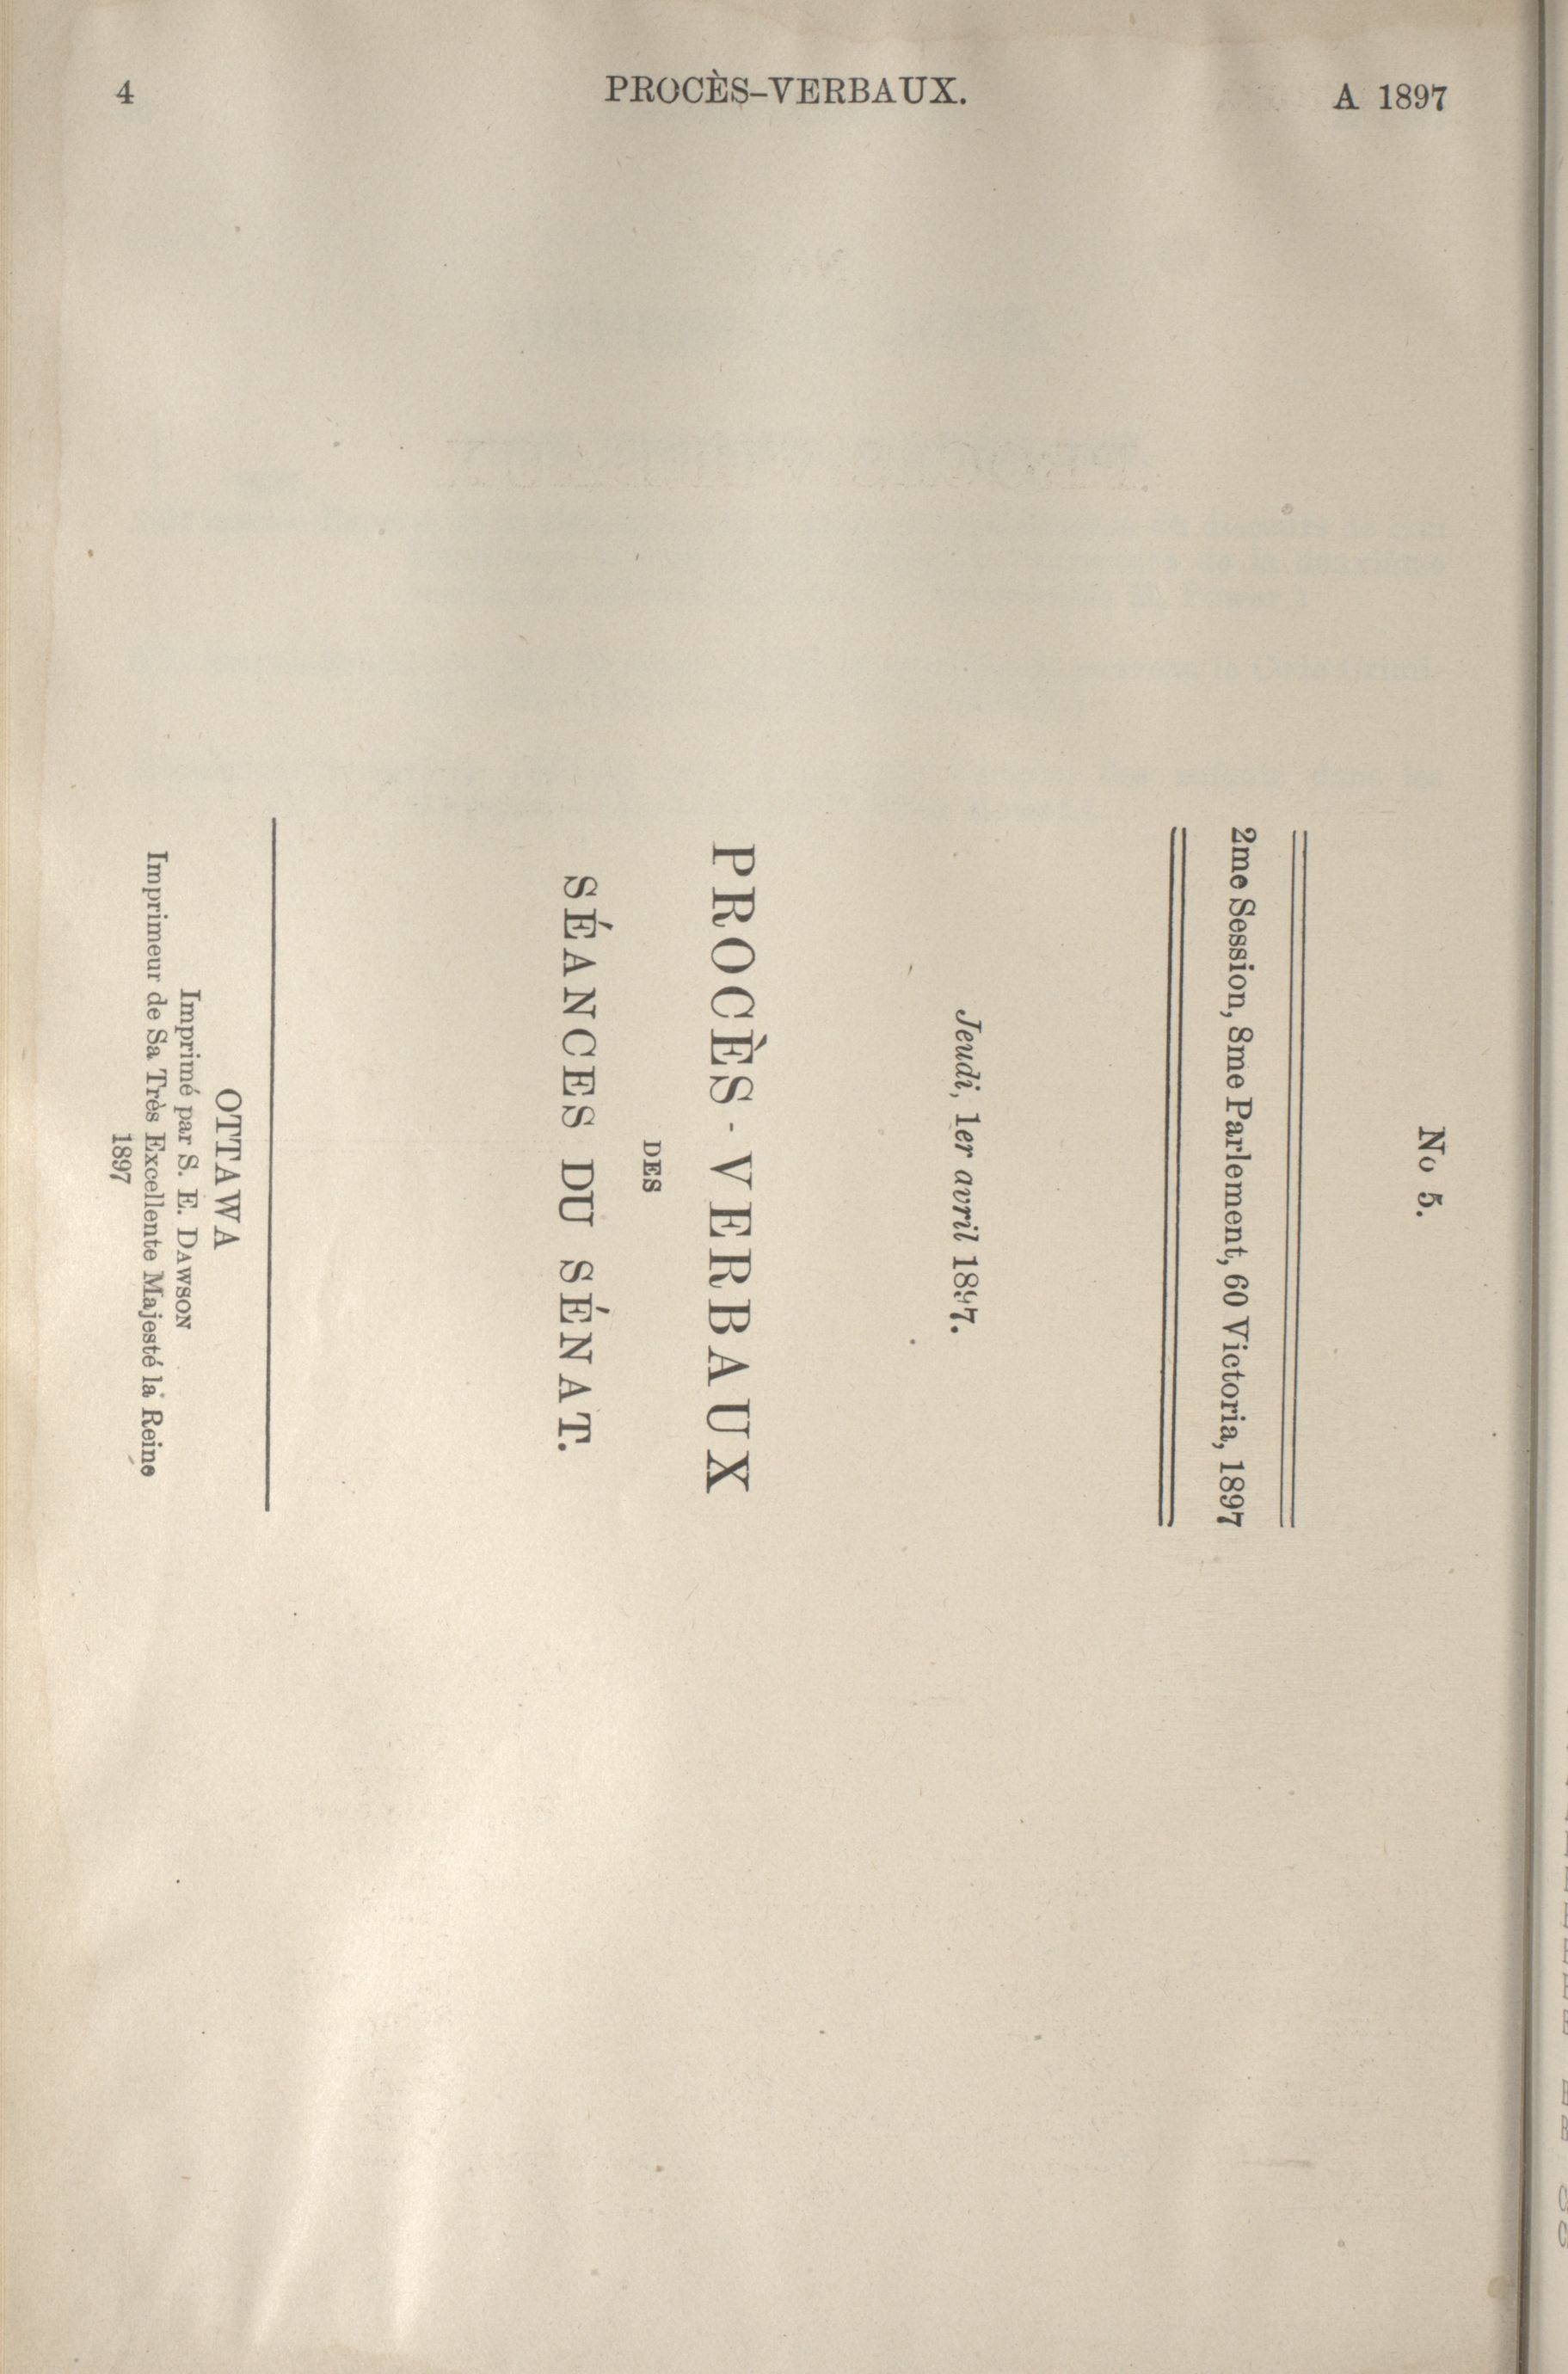 4 PROCÈS-VERBAUX. A 1897
No 5.
2me Session, 8me Parlement, 60 Victoria, 1897
Jeudi, 1er avril 1897.
PROCÈS-VERBAUX
DES
SÉANCES DU SÉNAT.
OTTAWA
Imprimé par S. E. DAWSON
Imprimeur de Sa Très Excellente Majesté la Reine
1897